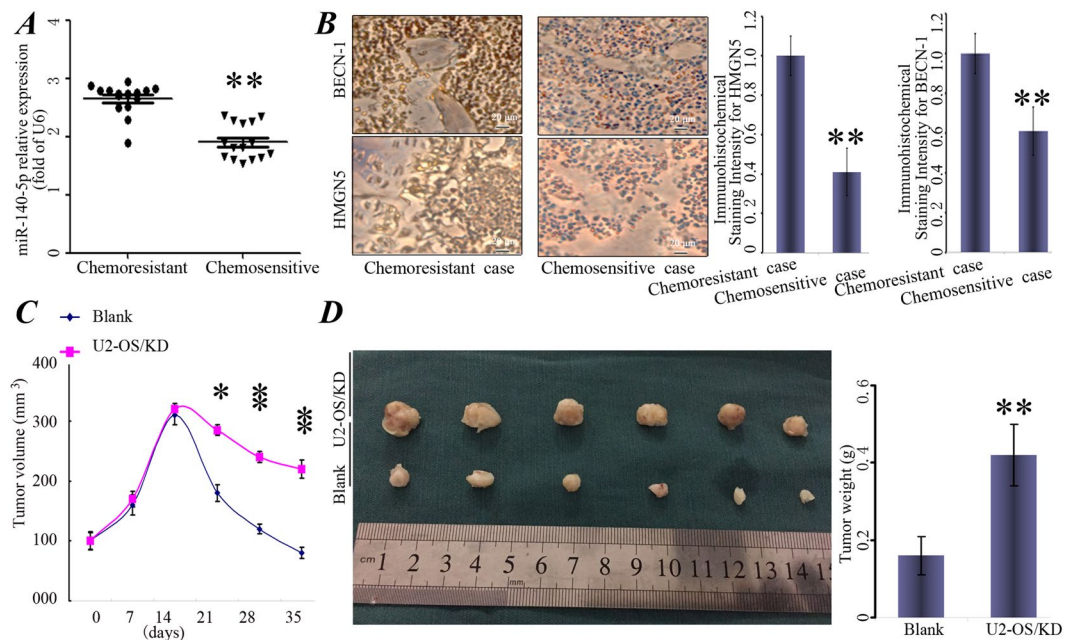 A
miR-140-5p relative expression
(fold of U6)
4
3
2
1
0
**
Chemoresistant
Chemosensitive
B
BECN-1
HMGN5
20 μm
20 μm
20 μm
20 μm
Chemoresistant case
Chemosensitive case
Immunohistochemical
Staining Intensity for HMGN5
1.2
1.0
0.8
0.6
0.4
0.2
0
**
Chemoresistant case
Chemosensitive case
Immunohistochemical
Staining Intensity for BECN-1
1.2
1.0
0.8
0.6
0.4
0.2
0
**
Chemoresistant case
Chemosensitive case
C
Blank
U2-OS/KD
Tumor volume (mm 3)
400
300
200
100
000
*
**
**
0 7 14 21 28 35
(days)
D
U2-OS/KD
Blank
cm 1 2 3 4 5 6 7 8 9 10 11 12 13 14 15
mm
Tumor weight (g)
0.6
0.4
0.2
0
**
Blank
U2-OS/KD